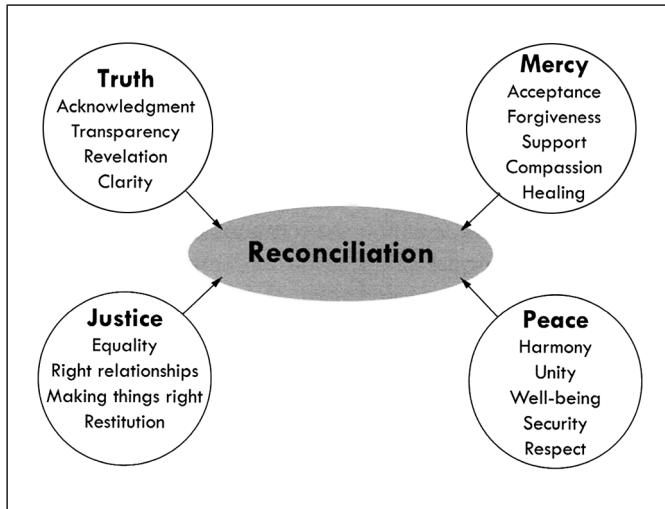 Truth
Acknowledgment
Transparency
Revelation
Clarity
Mercy
Acceptance
Forgiveness
Support
Compassion
Healing
Reconciliation
Justice
Equality
Right relationships
Making things right
Restitution
Peace
Harmony
Unity
Well-being
Security
Respect